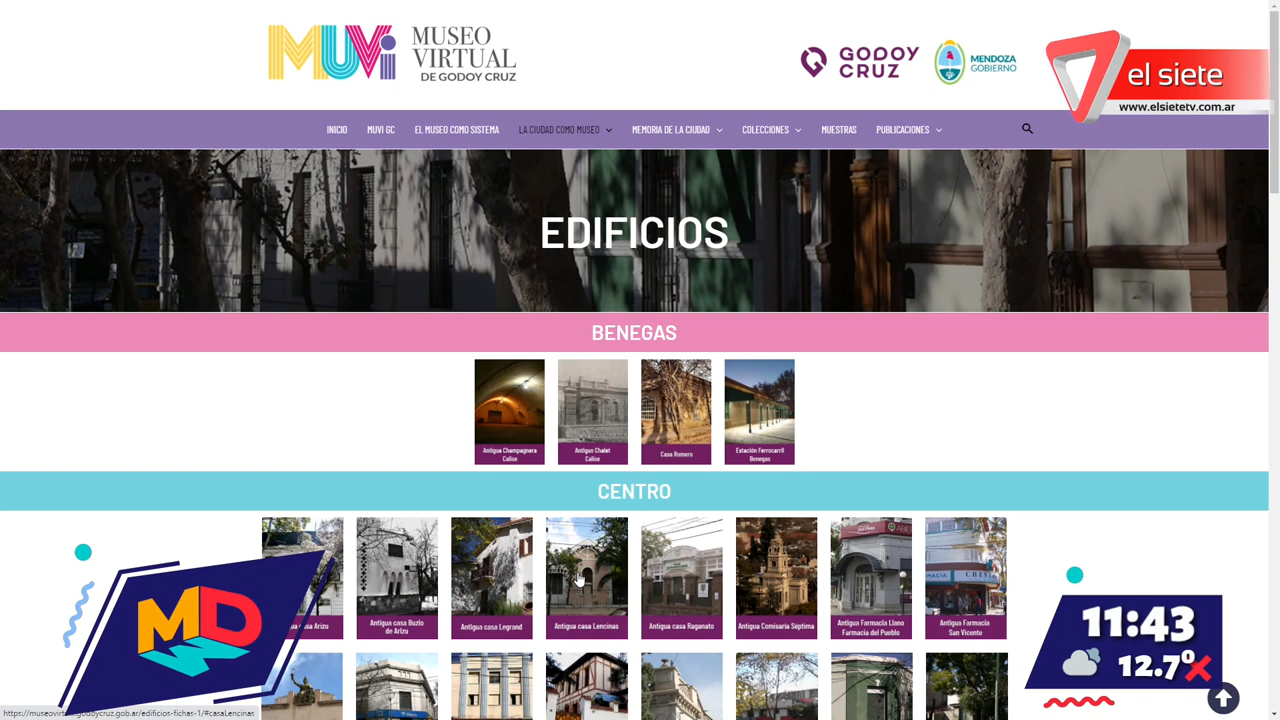 MUVi
MUSEO
VIRTUAL
DE GODOY CRUZ
GODOY
CRUZ
MENDOZA
GOBIERNO
el siete
www.elsietetv.com.ar
INICIO
MUVI GC
EL MUSEO COMO SISTEMA
LA CIUDAD COMO MUSEO
MEMORIA DE LA CIUDAD
COLECCIONES
MUESTRAS
PUBLICACIONES
EDIFICIOS
BENEGAS
Antigua Champagnera
Calise
Antiguo Chalet
Calise
Casa Romero
Estación Ferrocarril
Benegas
CENTRO
casa Arizu
Antigua casa Buzio
de Arizu
Antigua casa Legrand
Antigua casa Lencinas
Antigua casa Raganato
Antigua Comisaría Séptima
Antigua Farmacia Llano
Farmacia del Pueblo
Antigua Farmacia
San Vicente
MD
11:43
12.7º